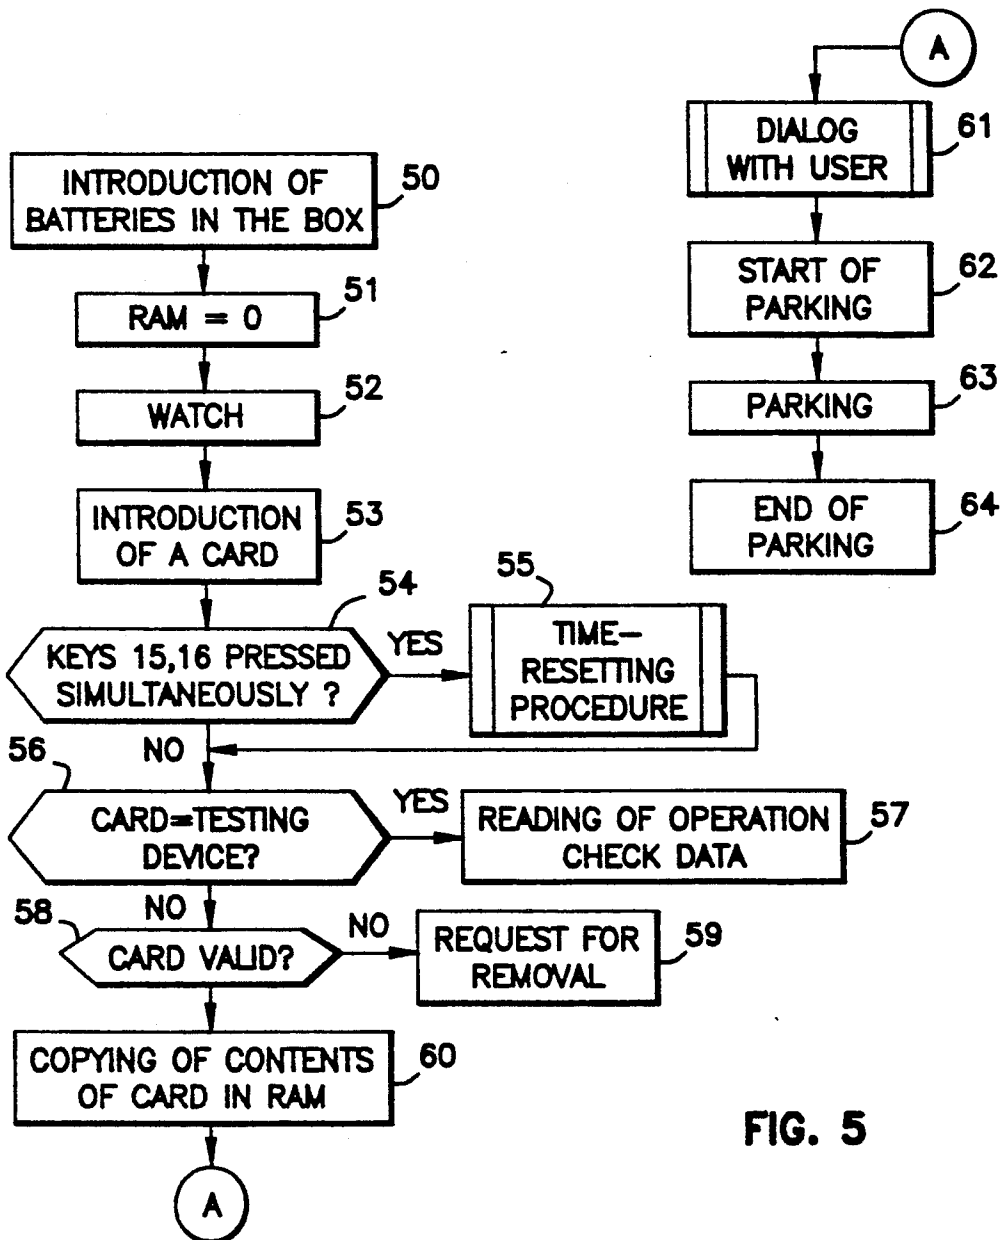 INTRODUCTION OF
BATTERIES IN THE BOX
50
RAM = 0
51
WATCH
52
INTRODUCTION
OF A CARD
53
KEYS 15,16 PRESSED
SIMULTANEOUSLY ?
54
YES
TIME-
RESETTING
PROCEDURE
55
NO
56
CARD=TESTING
DEVICE?
YES
READING OF OPERATION
CHECK DATA
57
NO
58
CARD VALID?
NO
REQUEST FOR
REMOVAL
59
COPYING OF CONTENTS
OF CARD IN RAM
60
A
A
DIALOG
WITH USER
61
START OF
PARKING
62
PARKING
63
END OF
PARKING
64
FIG. 5